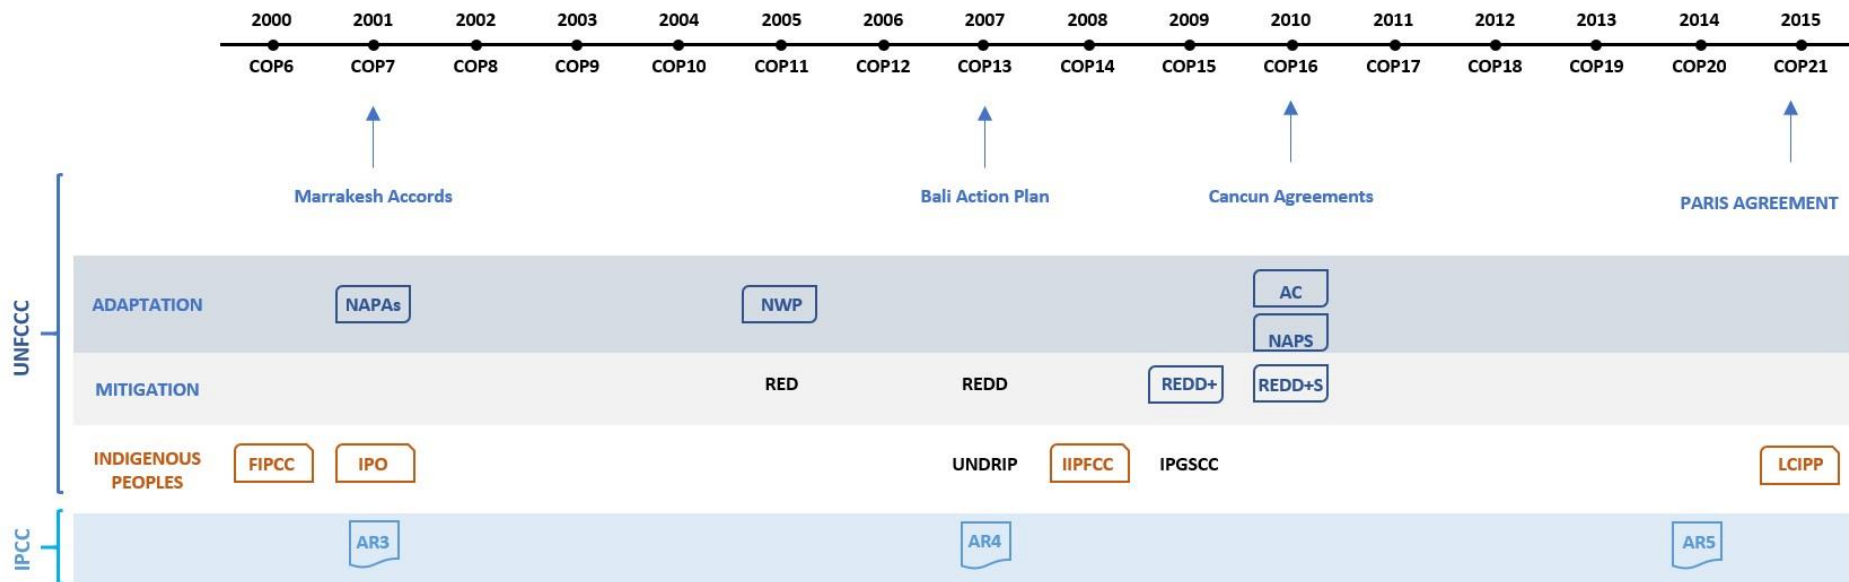 2000 2001 2002 2003 2004 2005 2006 2007 2008 2009 2010 2011 2012 2013 2014 2015
COP6 COP7 COP8 COP9 COP10 COP11 COP12 COP13 COP14 COP15 COP16 COP17 COP18 COP19 COP20 COP21
Marrakesh Accords Bali Action Plan Cancun Agreements PARIS AGREEMENT
UNFCCC
ADAPTATION NAPAs NWP AC
NAPS
MITIGATION RED REDD REDD+ REDD+S
INDIGENOUS
PEOPLES
FIPCC IPO UNDRIP IIPFCC IPGSCC LCIPP
IPCC
AR3 AR4 AR5